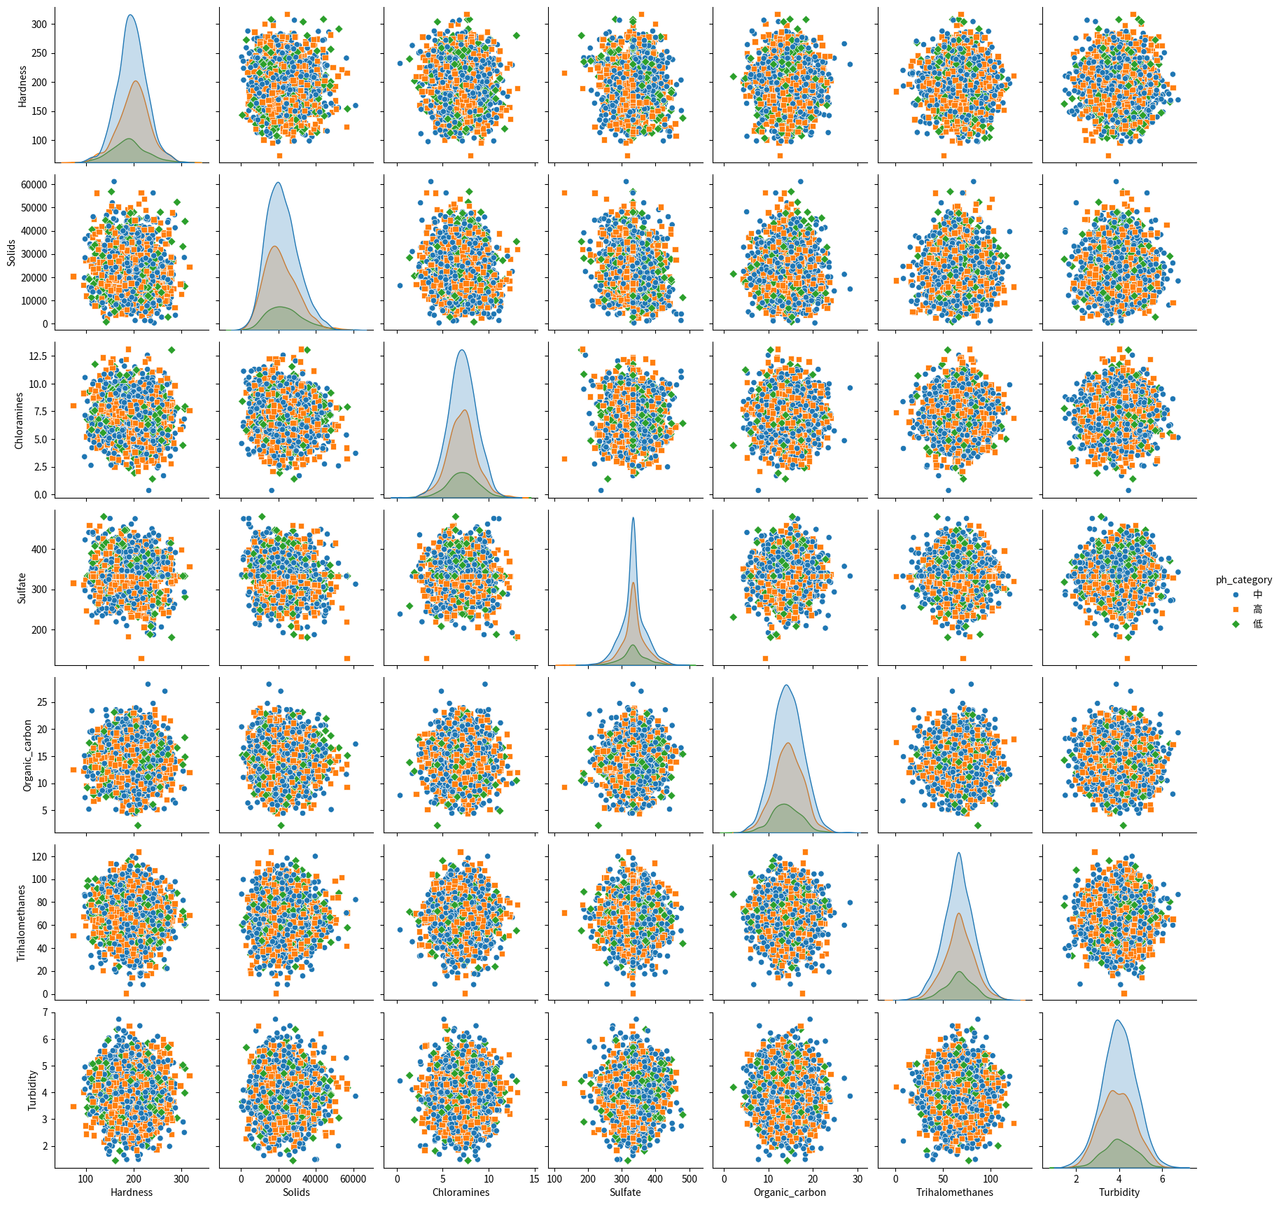 300
250
200
150
100
Hardness
60000
50000
40000
30000
20000
10000
0
Solids
12.5
10.0
7.5
5.0
2.5
0.0
Chloramines
400
300
200
Sulfate
ph_category
中
高
低
25
20
15
10
5
Organic_carbon
120
100
80
60
40
20
0
Trihalomethanes
7
6
5
4
3
2
Turbidity
100 200 300
0 20000 40000 60000
0 5 10 15
100 200 300 400 500
0 10 20 30
0 50 100
2 4 6
Hardness Solids Chloramines Sulfate Organic_carbon Trihalomethanes Turbidity